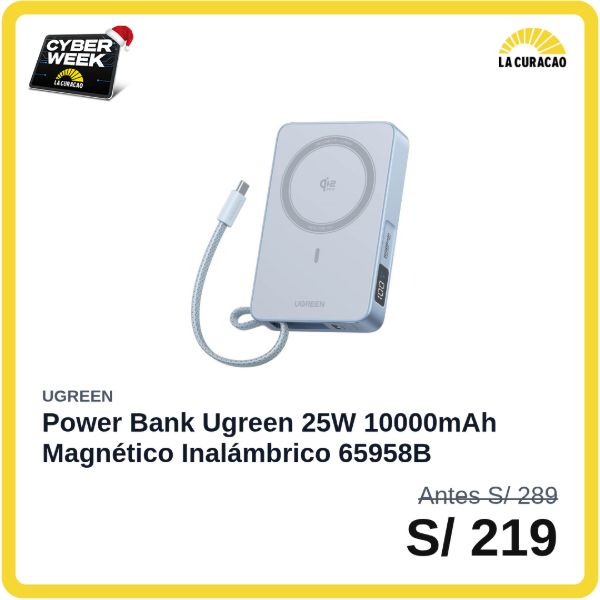 CYBER
WEEK
LA CURACAO
LA CURACAO
Qi2
UGREEN
100
UGREEN
Power Bank Ugreen 25W 10000mAh
Magnético Inalámbrico 65958B
Antes S/ 289
S/ 219